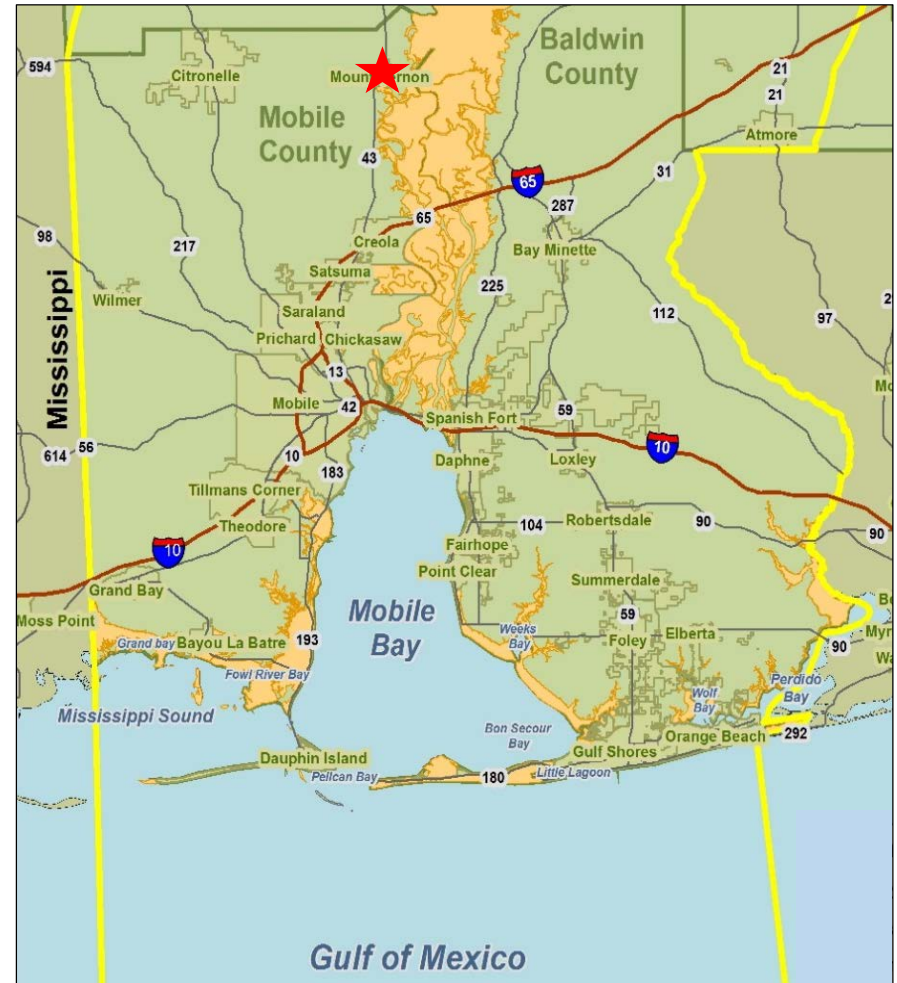 Baldwin
County
594
Citronelle
21
21
Mobile
County
Atmore
43
31
65
287
65
98
217
Creola
Bay Minette
Satsuma
225
Wilmer
Saraland
112
97
Mississippi
Prichard
Chickasaw
13
Mobile
42
Spanish Fort
59
614
56
10
183
Daphne
Loxley
10
Tillmans Corner
Theodore
104
Robertsdale
90
90
10
Fairhope
Point Clear
Grand Bay
Summerdale
Moss Point
Mobile
Bay
59
Weeks
Bay
Foley
Elberta
Grand bay
Bayou La Batre
193
90
Fowl River Bay
Wolf
Bay
Perdido
Bay
Mississippi Sound
Bon Secour
Bay
Orange Beach
292
Dauphin Island
Gulf Shores
Pelican Bay
180
Little Lagoon
Gulf of Mexico